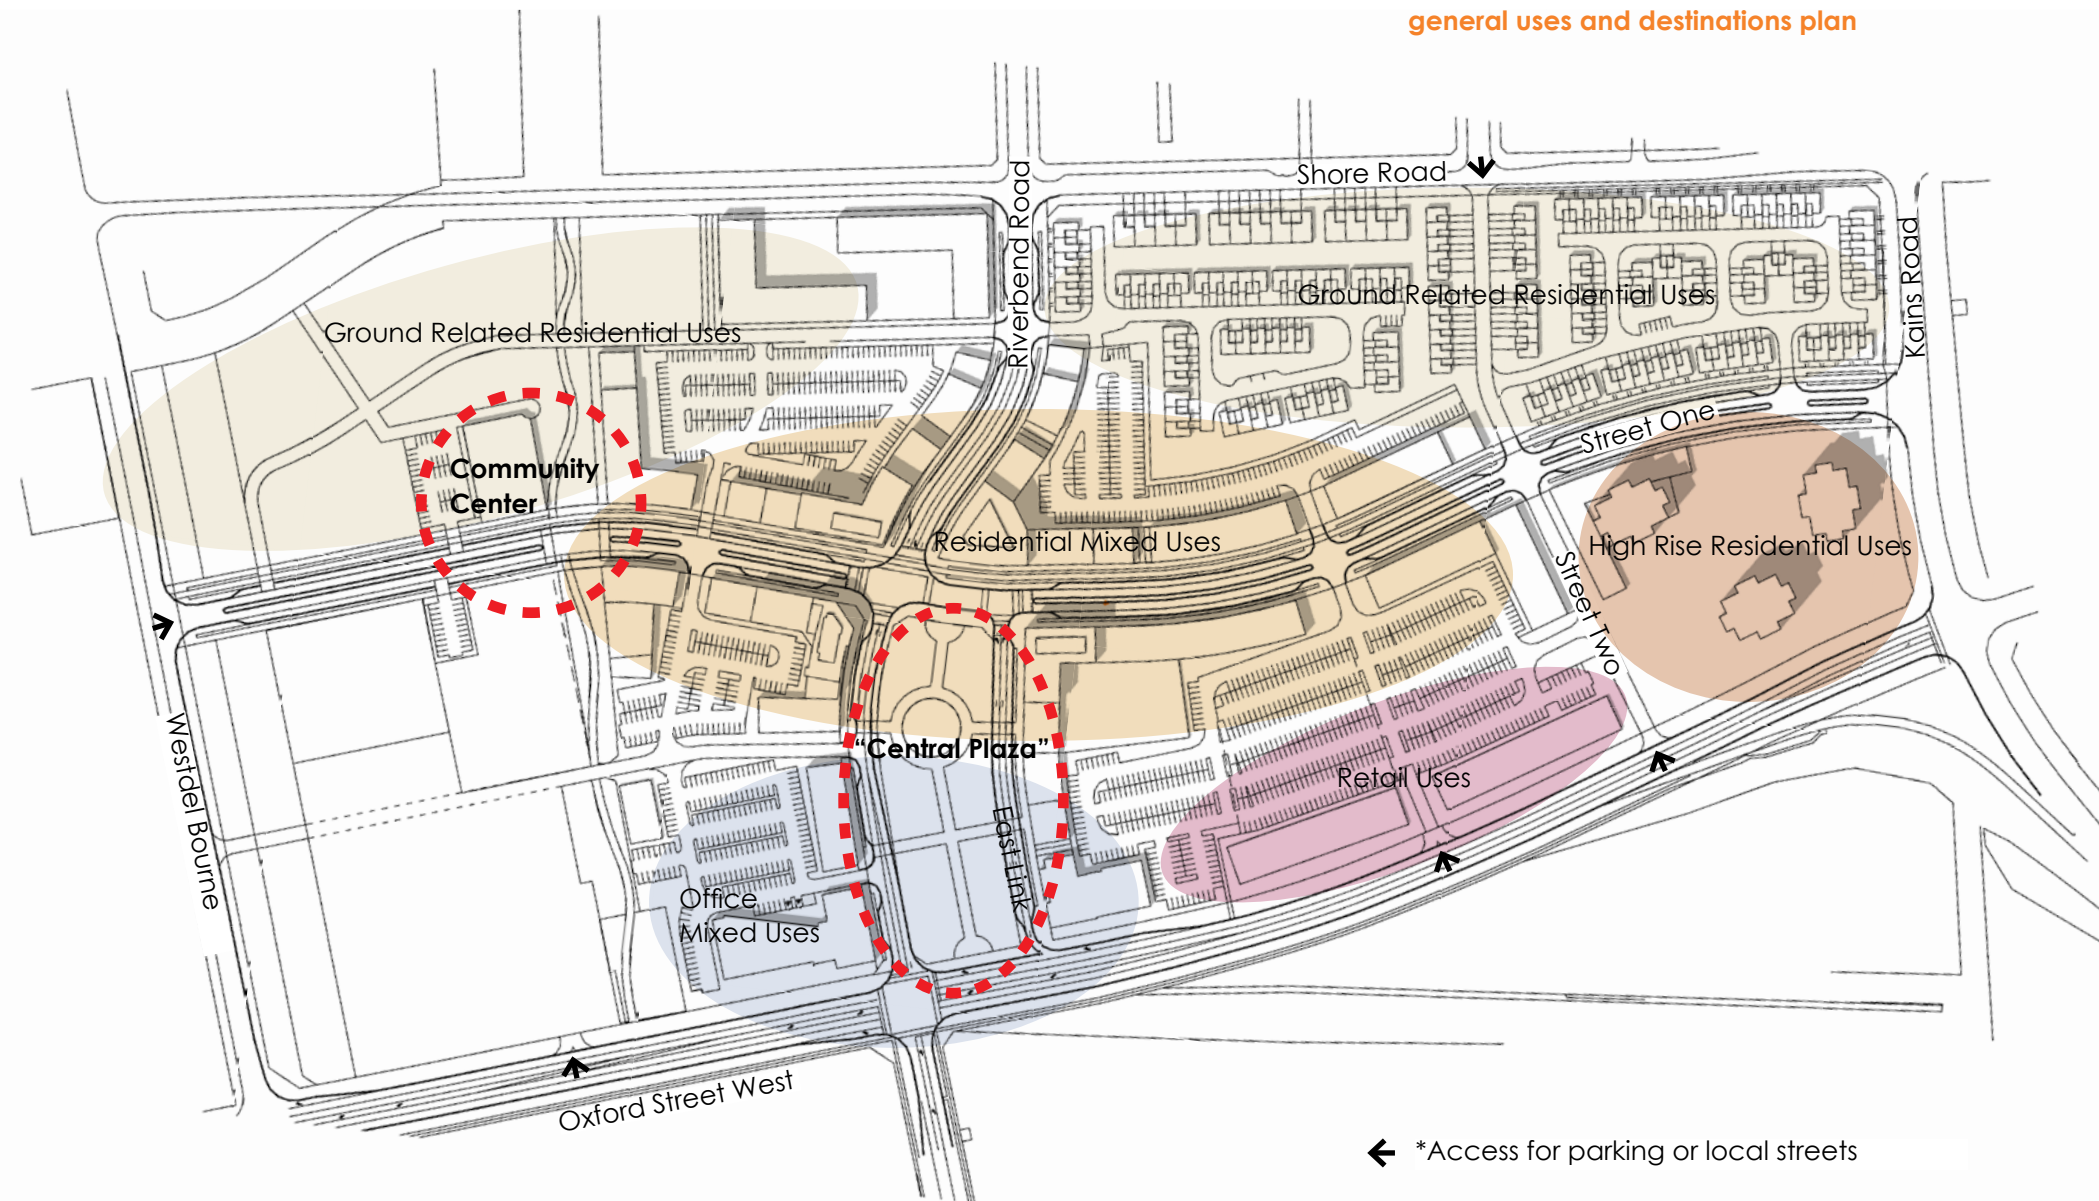 general uses and destinations plan
Shore Road
Riverbend Road
Kains Road
Ground Related Residential Uses
Ground Related Residential Uses
Street One
Community
Center
Residential Mixed Uses
High Rise Residential Uses
Street Two
Westdel Bourne
"Central Plaza"
Retail Uses
East Link
Office
Mixed Uses
Oxford Street West
*Access for parking or local streets